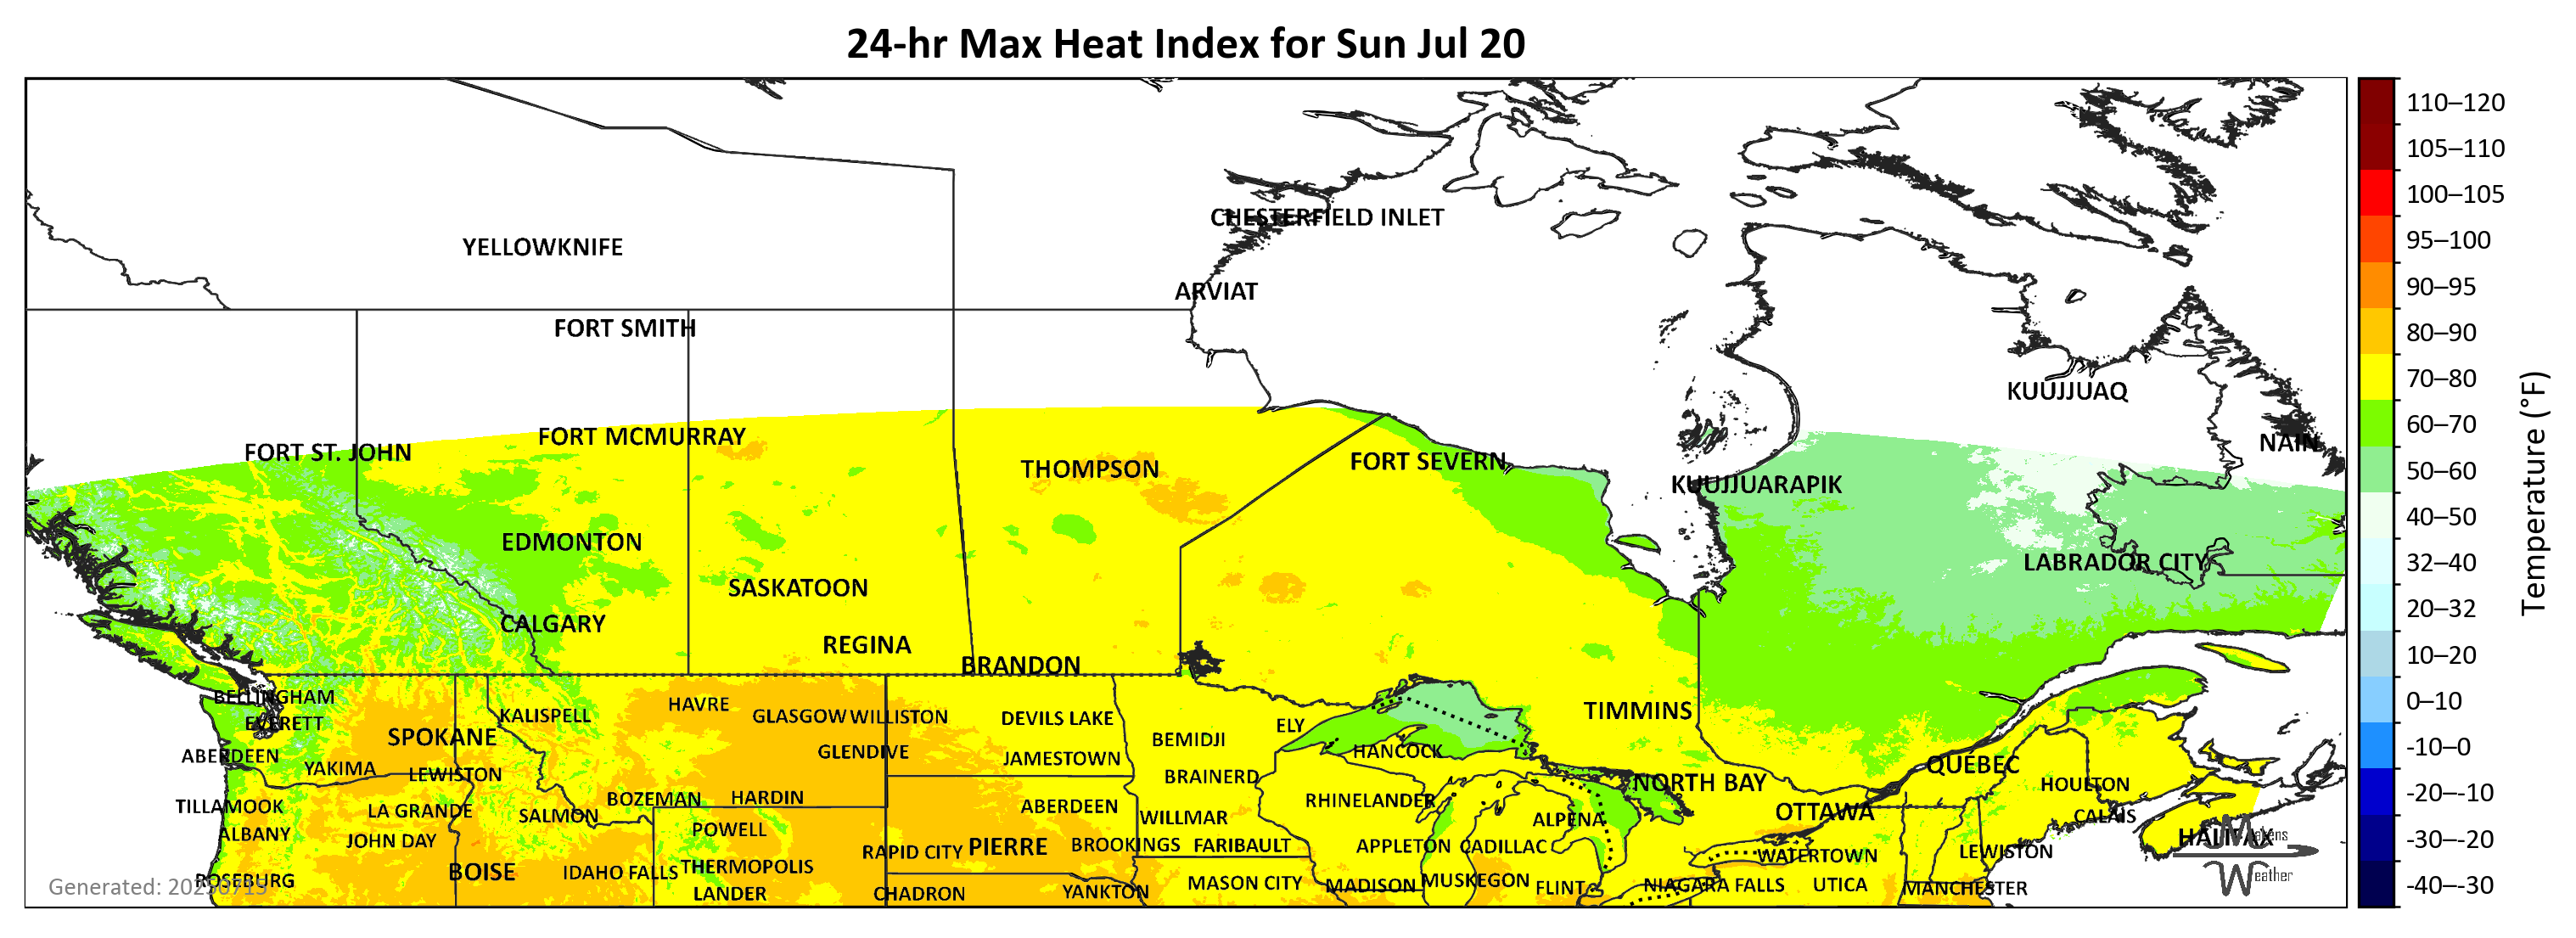 24-hr Max Heat Index for Sun Jul 20
110–120
105–110
CHESTERFIELD INLET
100–105
YELLOWKNIFE
95–100
ARVIAT
90–95
FORT SMITH
80–90
KUUJJUAQ
70–80
FORT MCMURRAY
60–70
FORT ST. JOHN
NAIN
THOMPSON
FORT SEVERN
50–60
KUUJJUARAPIK
Temperature (°F)
40–50
EDMONTON
LABRADOR CITY
32–40
SASKATOON
20–32
CALGARY
REGINA
10–20
BRANDON
BELLINGHAM
HAVRE
0–10
KALISPELL
GLASGOW
WILLISTON
DEVILS LAKE
TIMMINS
EVERETT
ELY
SPOKANE
BEMIDJI
-10–0
ABERDEEN
GLENDIVE
JAMESTOWN
HANCOCK
QUÉBEC
YAKIMA
LEWISTON
BRAINERD
NORTH BAY
HOULTON
-20–-10
TILLAMOOK
LA GRANDE
BOZEMAN
HARDIN
SALMON
ABERDEEN
RHINELANDER
OTTAWA
CALAIS
WILLMAR
ALPENA
ALBANY
JOHN DAY
POWELL
HALIFAX
Makens
Weather
-30–-20
RAPID CITY
PIERRE
BROOKINGS
FARIBAULT
APPLETON
CADILLAC
WATERTOWN
LEWISTON
BOISE
IDAHO FALLS
THERMOPOLIS
Generated: 20250715
ROSEBURG
LANDER
CHADRON
YANKTON
MASON CITY
MADISON
MUSKEGON
FLINT
NIAGARA FALLS
UTICA
MANCHESTER
-40–-30